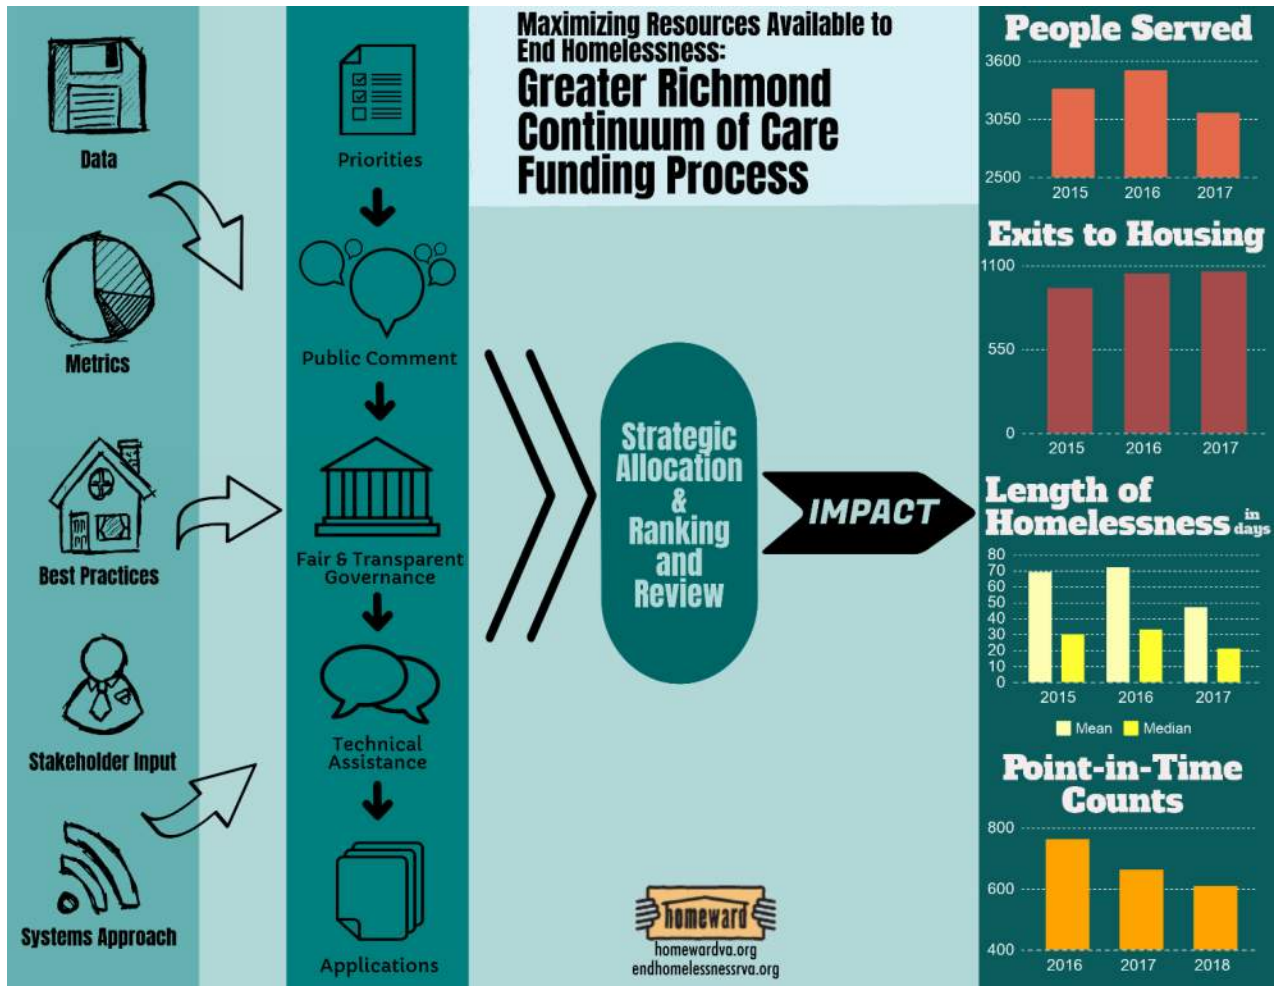 Data
Metrics
Best Practices
Stakeholder Input
Systems Approach
Priorities
Public Comment
Fair & Transparent
Governance
Technical
Assistance
Applications
Maximizing Resources Available to
End Homelessness:
Greater Richmond
Continuum of Care
Funding Process
Strategic
Allocation
&
Ranking
and
Review
IMPACT
homeward
homewardva.org
endhomelessnessrva.org
People Served
3600
3050
2500
2015 2016 2017
Exits to Housing
1100
550
0
2015 2016 2017
Length of
Homelessness in days
80
70
60
50
40
30
20
10
0
2015 2016 2017
Mean Median
Point-in-Time
Counts
800
600
400
2016 2017 2018